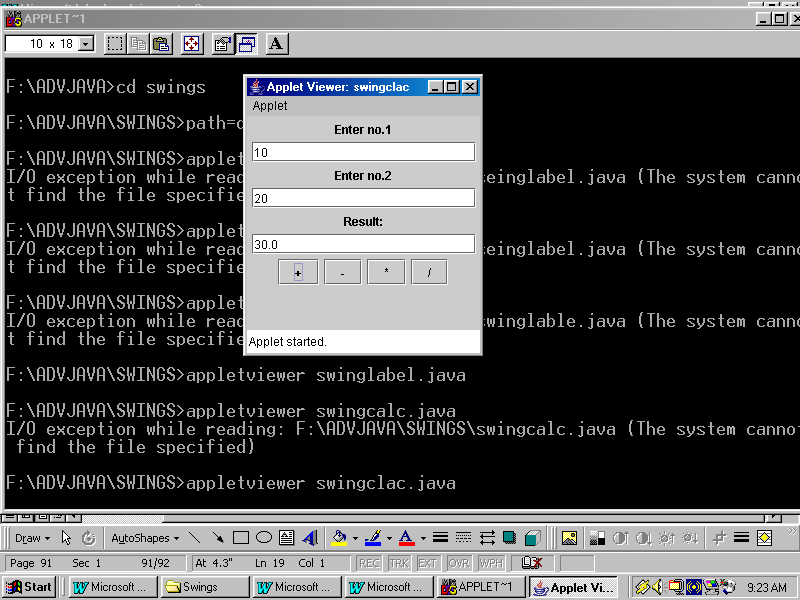 APPLET~1
10 x 18
A
F:\ADVJAVA>cd swings
F:\ADVJAVA\SWINGS>path=
F:\ADVJAVA\SWINGS>applet
I/O exception while read
einglabel.java (The system canno
t find the file specifie
F:\ADVJAVA\SWINGS>applet
I/O exception while read
einglabel.java (The system canno
t find the file specifie
F:\ADVJAVA\SWINGS>applet
I/O exception while read
winglable.java (The system canno
t find the file specifie
F:\ADVJAVA\SWINGS>appletviewer swinglabel.java
F:\ADVJAVA\SWINGS>appletviewer swingcalc.java
I/O exception while reading: F:\ADVJAVA\SWINGS\swingcalc.java (The system canno
find the file specified)
F:\ADVJAVA\SWINGS>appletviewer swingclac.java
Applet Viewer: swingclac
Applet
Enter no.1
10
Enter no.2
20
Result:
30.0
+ - * /
Applet started.
Draw AutoShapes
Page 91 Sec 1 91/92 At 4.3" Ln 19 Col 1 REC TRK EXT OVR WPH
Start Microsoft ... Swings Microsoft ... Microsoft ... APPLET~1 Applet Vi... 9:23 AM